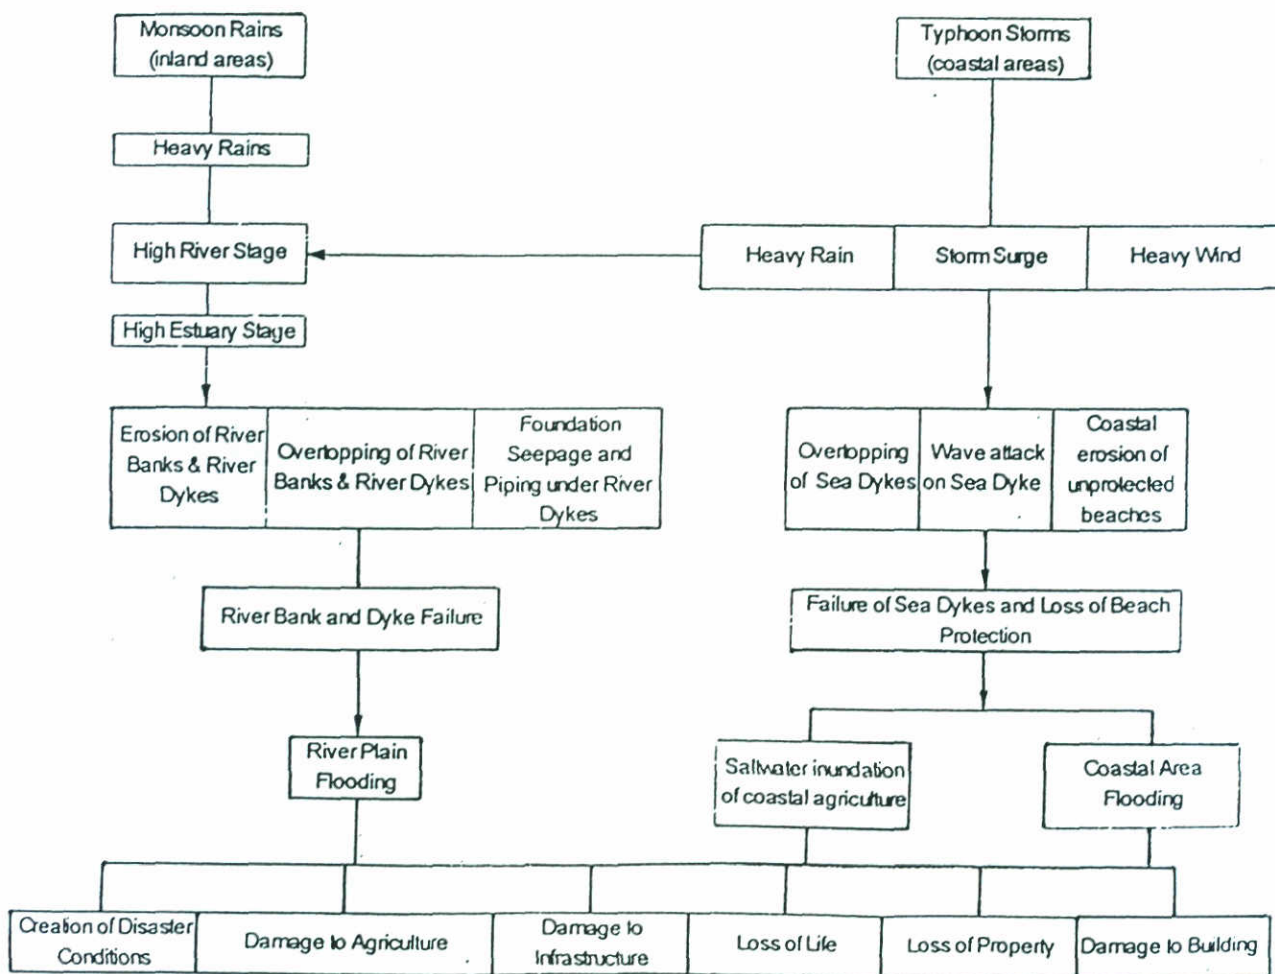 Monsoon Rains
(inland areas)
Typhoon Storms
(coastal areas)
Heavy Rains
High River Stage
Heavy Rain
Storm Surge
Heavy Wind
High Estuary Stage
Erosion of River
Banks & River
Dykes
Overtopping of River
Banks & River Dykes
Foundation
Seepage and
Piping under River
Dykes
Overtopping
of Sea Dykes
Wave attack
on Sea Dyke
Coastal
erosion of
unprotected
beaches
River Bank and Dyke Failure
Failure of Sea Dykes and Loss of Beach
Protection
River Plain
Flooding
Saltwater inundation
of coastal agriculture
Coastal Area
Flooding
Creation of Disaster
Conditions
Damage to Agriculture
Damage to
Infrastructure
Loss of Life
Loss of Property
Damage to Building